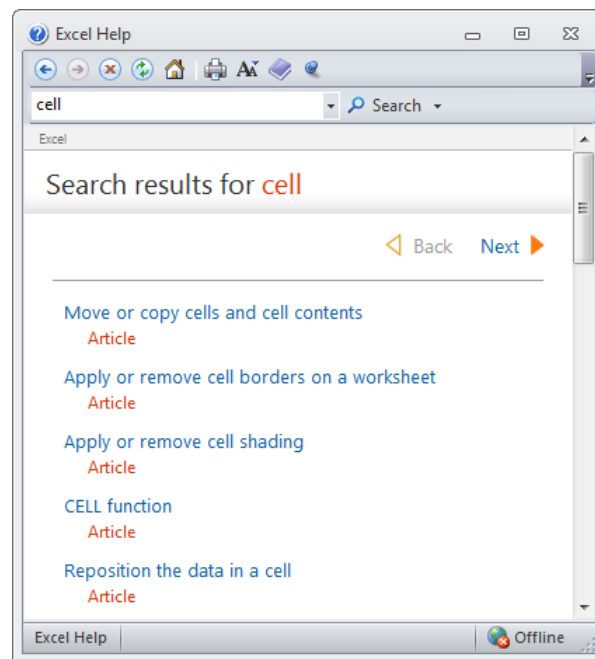 Excel Help
cell
Search
Excel
Search results for cell
Back Next
Move or copy cells and cell contents
Article
Apply or remove cell borders on a worksheet
Article
Apply or remove cell shading
Article
CELL function
Article
Reposition the data in a cell
Article
Excel Help
Offline